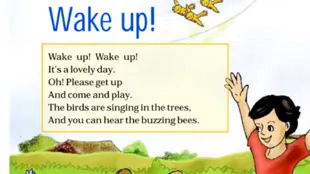 Wake up!
Wake up! Wake up!
It's a lovely day.
Oh! Please get up
And come and play.
The birds are singing in the trees,
And you can hear the buzzing bees.